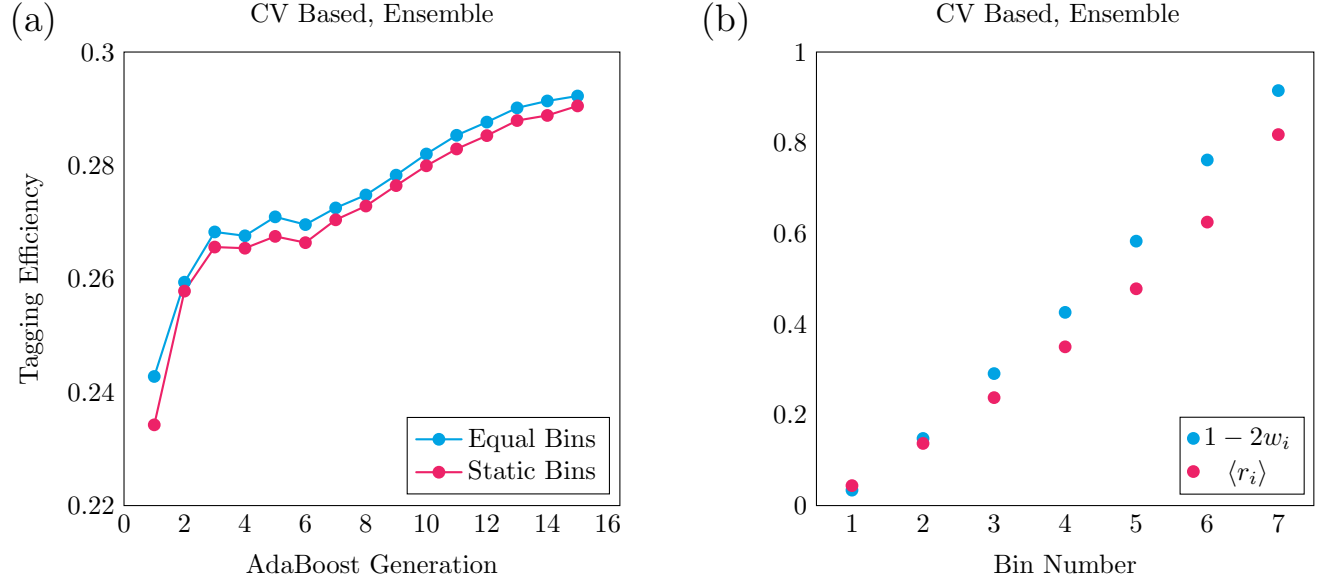 (a)
CV Based, Ensemble
0.3
0.28
0.26
0.24
0.22
Tagging Efficiency
0 2 4 6 8 10 12 14 16
AdaBoost Generation
Equal Bins
Static Bins
(b)
CV Based, Ensemble
1
0.8
0.6
0.4
0.2
0
1 2 3 4 5 6 7
Bin Number
1 − 2wᵢ
⟨rᵢ⟩